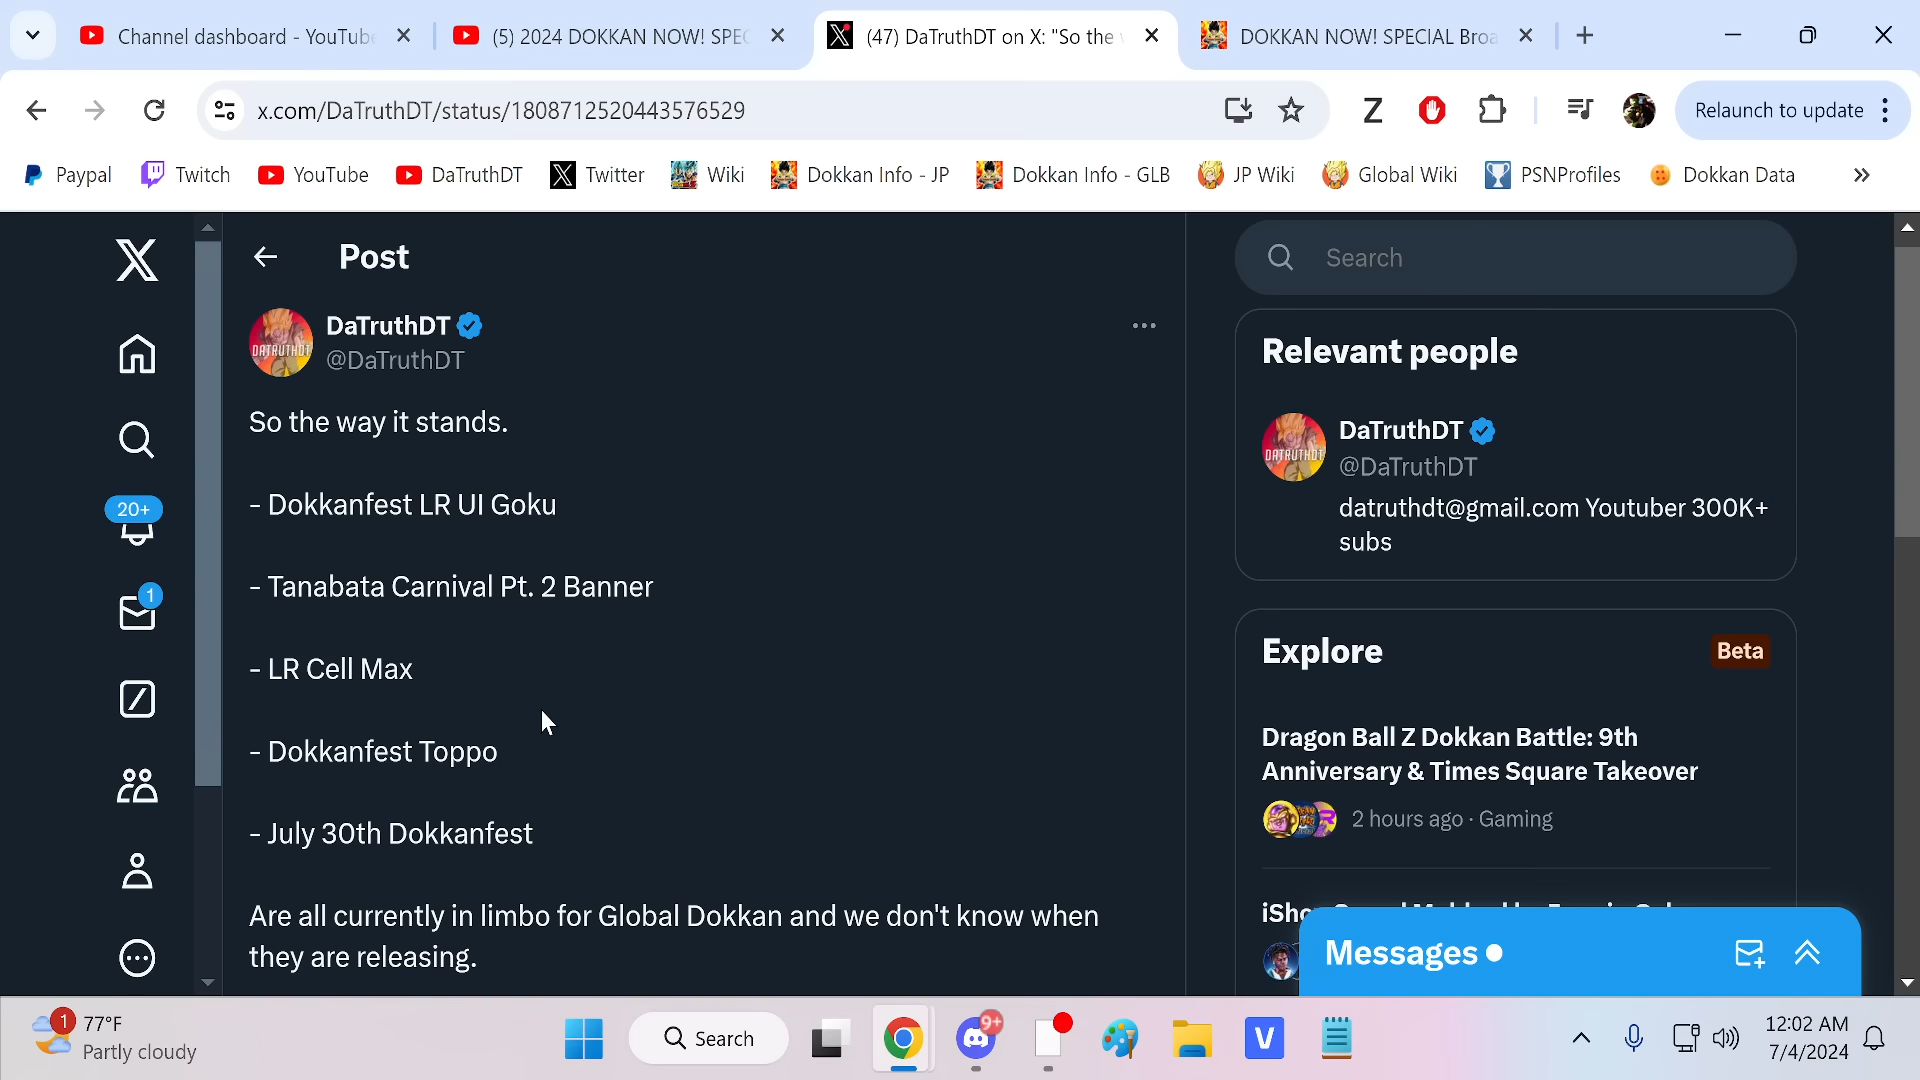 Channel dashboard - YouTube
(5) 2024 DOKKAN NOW! SPEC
(47) DaTruthDT on X: "So the
DOKKAN NOW! SPECIAL Broa
x.com/DaTruthDT/status/1808712520443576529
Z
Relaunch to update
Paypal
Twitch
YouTube
DaTruthDT
Twitter
Wiki
Dokkan Info - JP
Dokkan Info - GLB
JP Wiki
Global Wiki
PSNProfiles
Dokkan Data
»
Post
Search
DATRUTHDT
DaTruthDT
@DaTruthDT
So the way it stands.
- Dokkanfest LR UI Goku
- Tanabata Carnival Pt. 2 Banner
- LR Cell Max
- Dokkanfest Toppo
- July 30th Dokkanfest
Are all currently in limbo for Global Dokkan and we don't know when
they are releasing.
20+
1
Relevant people
DATRUTHDT
DaTruthDT
@DaTruthDT
datruthdt@gmail.com Youtuber 300K+
subs
Explore
Beta
Dragon Ball Z Dokkan Battle: 9th
Anniversary & Times Square Takeover
2 hours ago · Gaming
Messages
1
77°F
Partly cloudy
Search
9+
V
12:02 AM
7/4/2024